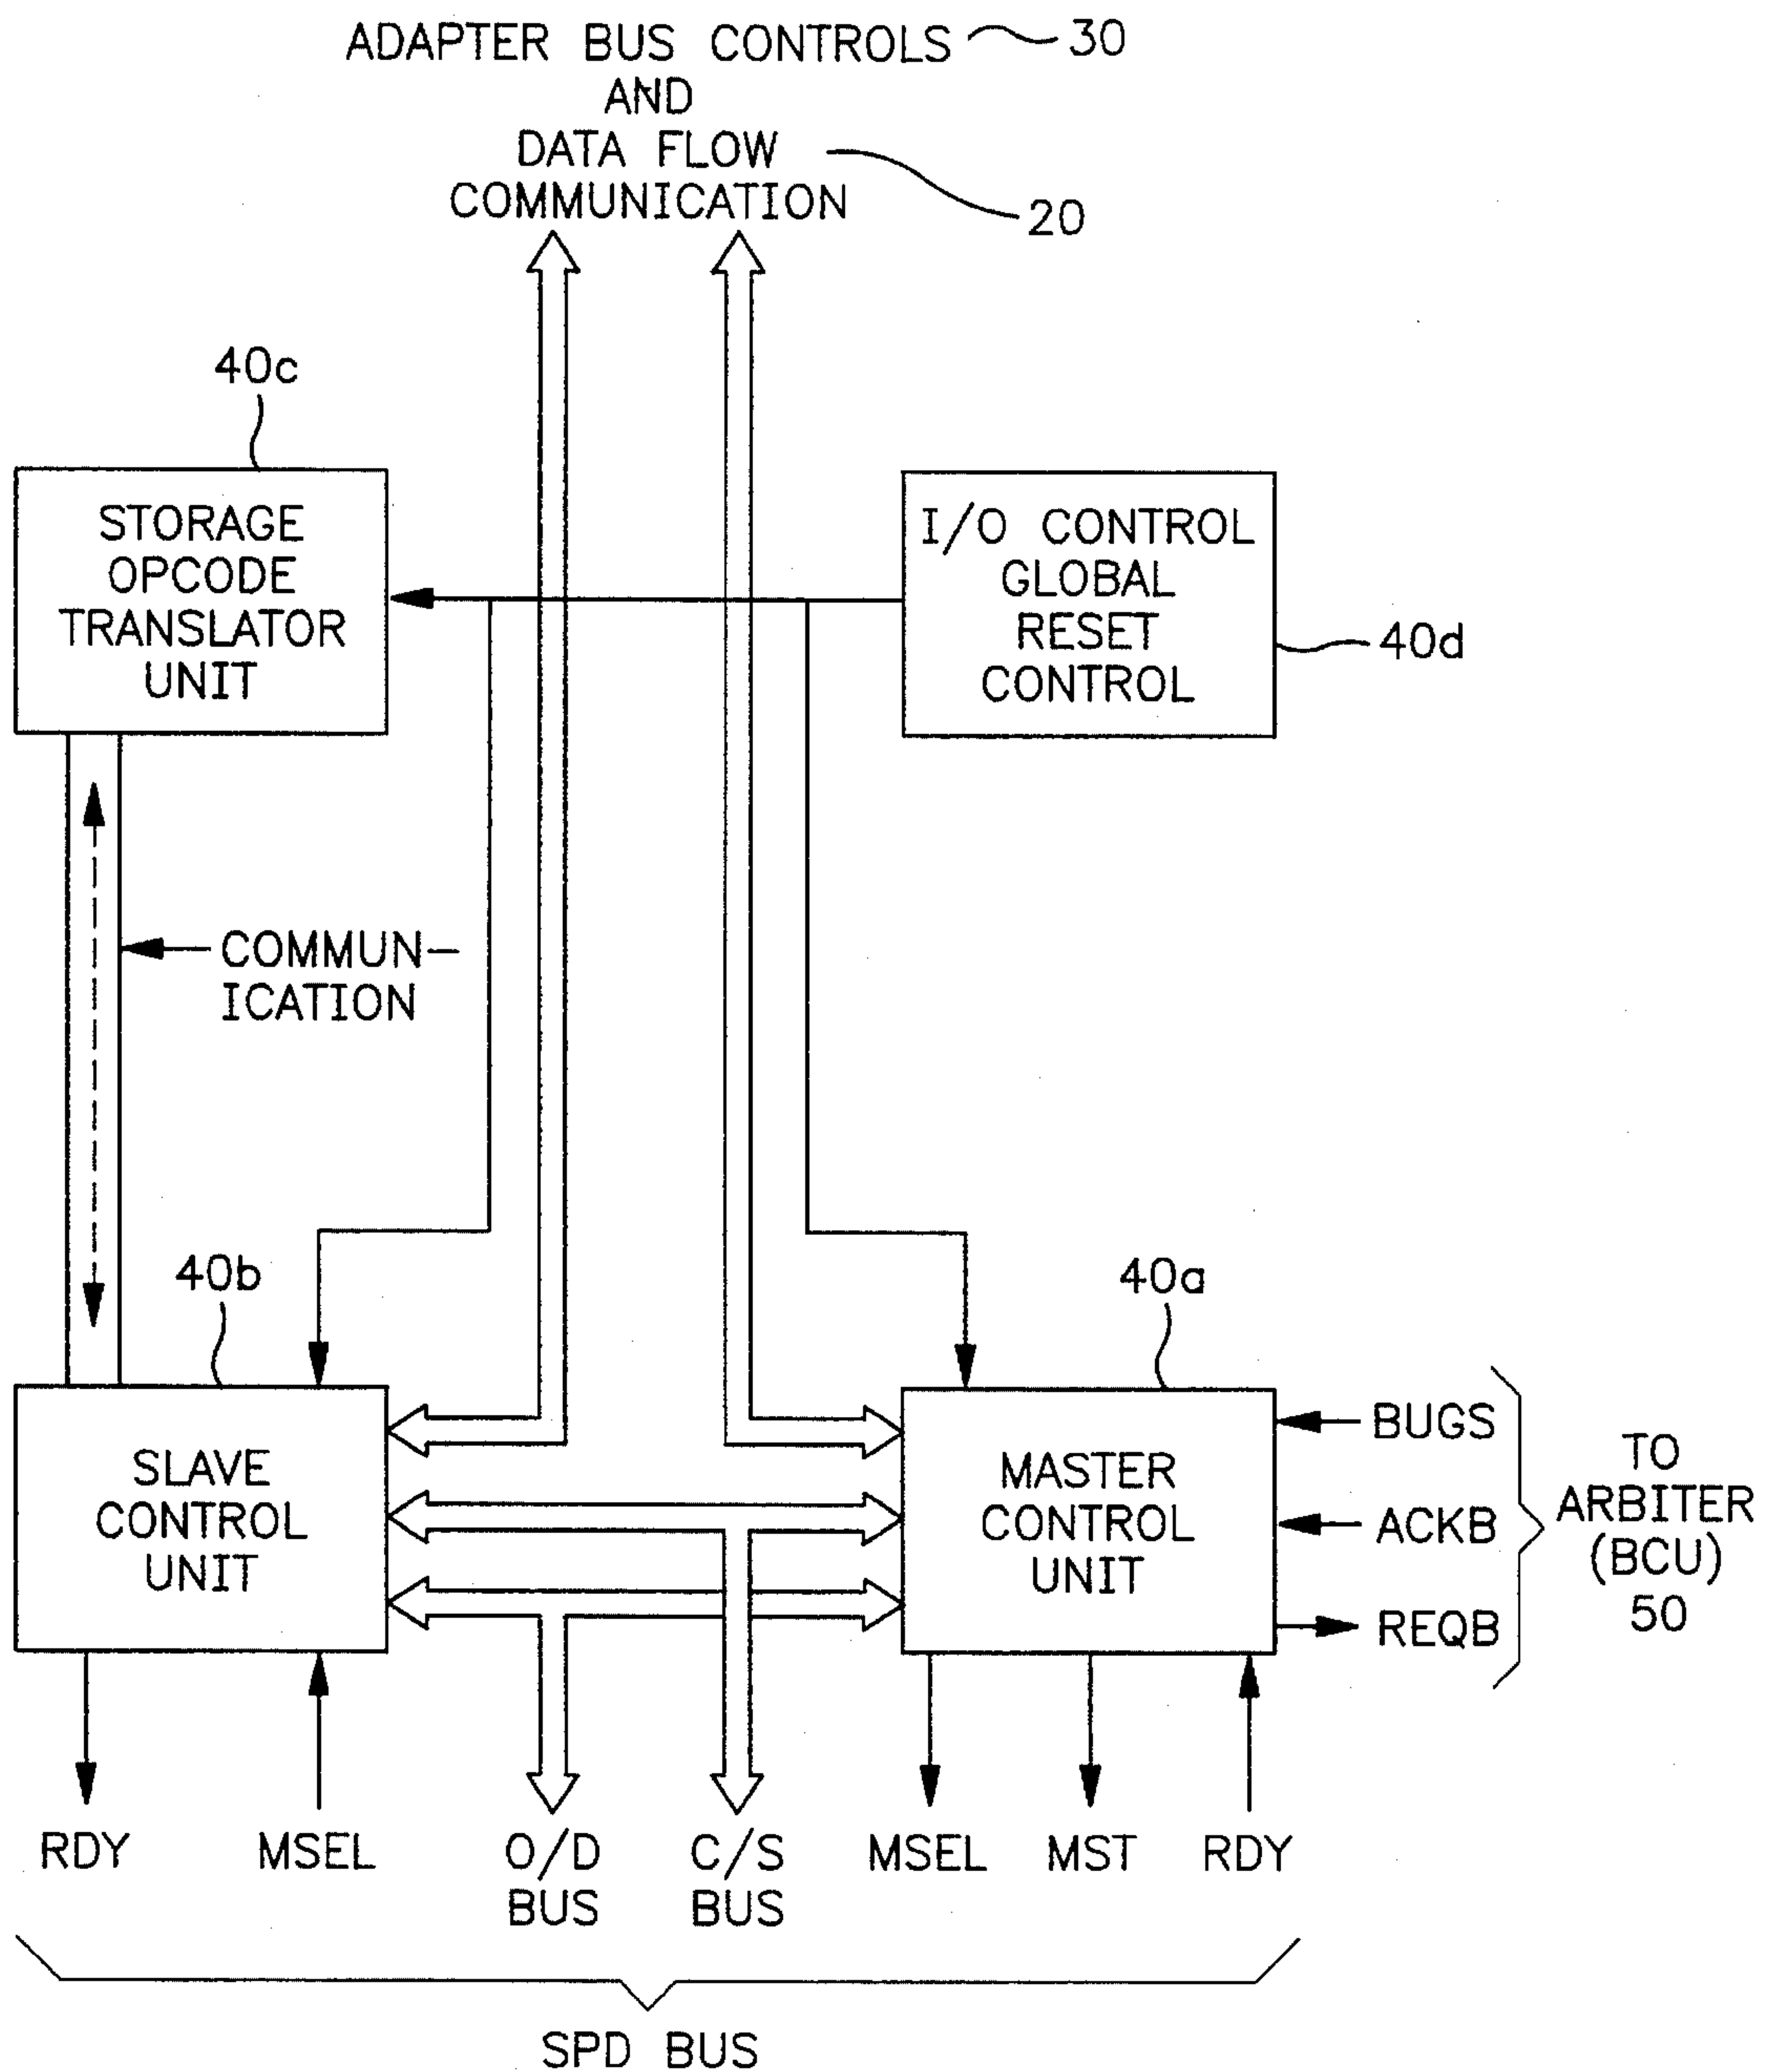 ADAPTER BUS CONTROLS 30
AND
DATA FLOW
COMMUNICATION
20
40c
STORAGE
OPCODE
TRANSLATOR
UNIT
I/O CONTROL
GLOBAL
RESET
CONTROL
40d
COMMUN-
ICATION
40b
40a
SLAVE
CONTROL
UNIT
MASTER
CONTROL
UNIT
BUGS
ACKB
REQB
TO
ARBITER
(BCU)
50
RDY
MSEL
O/D
BUS
C/S
BUS
MSEL
MST
RDY
SPD BUS